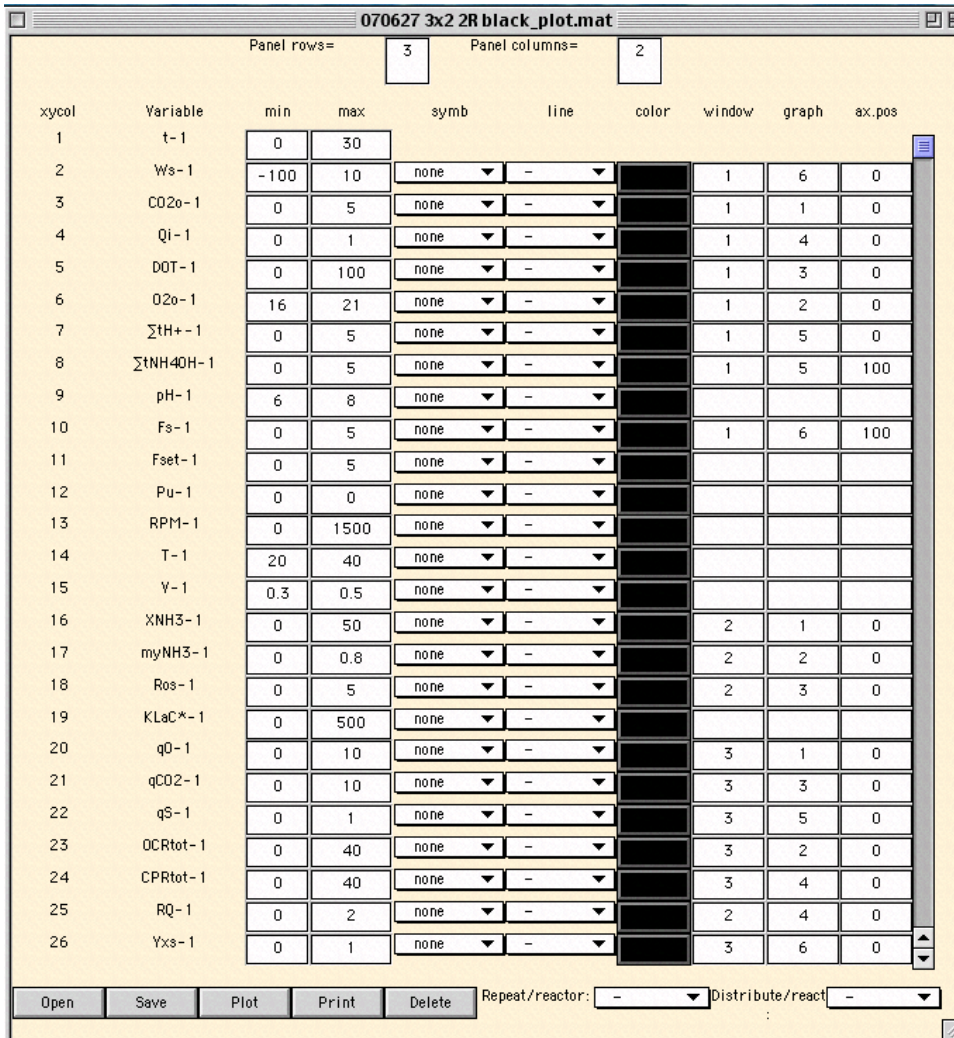 070627 3x2 2R black_plot.mat
Panel rows= 3 Panel columns= 2
xycol Variable min max symb line color window graph ax.pos
1 t-1 0 30
2 Ws-1 -100 10 none - 1 6 0
3 CO2o-1 0 5 none - 1 1 0
4 Qi-1 0 1 none - 1 4 0
5 DOT-1 0 100 none - 1 3 0
6 O2o-1 16 21 none - 1 2 0
7 ∑tH+-1 0 5 none - 1 5 0
8 ∑tNH4OH-1 0 5 none - 1 5 100
9 pH-1 6 8 none -
10 Fs-1 0 5 none - 1 6 100
11 Fset-1 0 5 none -
12 Pu-1 0 0 none -
13 RPM-1 0 1500 none -
14 T-1 20 40 none -
15 V-1 0.3 0.5 none -
16 XNH3-1 0 50 none - 2 1 0
17 myNH3-1 0 0.8 none - 2 2 0
18 Ros-1 0 5 none - 2 3 0
19 KLaC*-1 0 500 none -
20 qO-1 0 10 none - 3 1 0
21 qCO2-1 0 10 none - 3 3 0
22 qS-1 0 1 none - 3 5 0
23 OCRtot-1 0 40 none - 3 2 0
24 CPRtot-1 0 40 none - 3 4 0
25 RQ-1 0 2 none - 2 4 0
26 Yxs-1 0 1 none - 3 6 0
Open Save Plot Print Delete Repeat/reactor: - Distribute/react - :